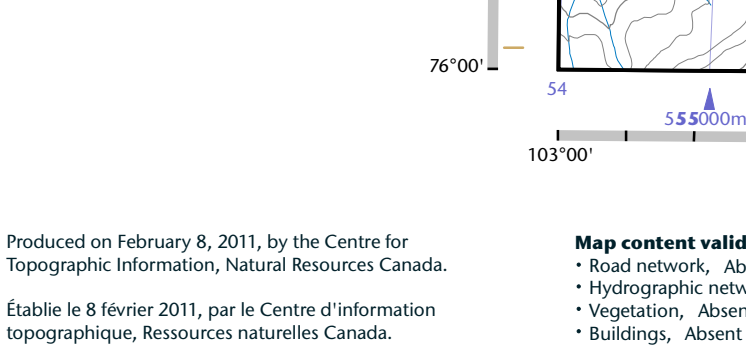 76°00'
54
555000m
103°00'
Produced on February 8, 2011, by the Centre for
Topographic Information, Natural Resources Canada.
Établie le 8 février 2011, par le Centre d'information
topographique, Ressources naturelles Canada.
Map content valid
• Road network, Ab
• Hydrographic netw
• Vegetation, Absen
• Buildings, Absent